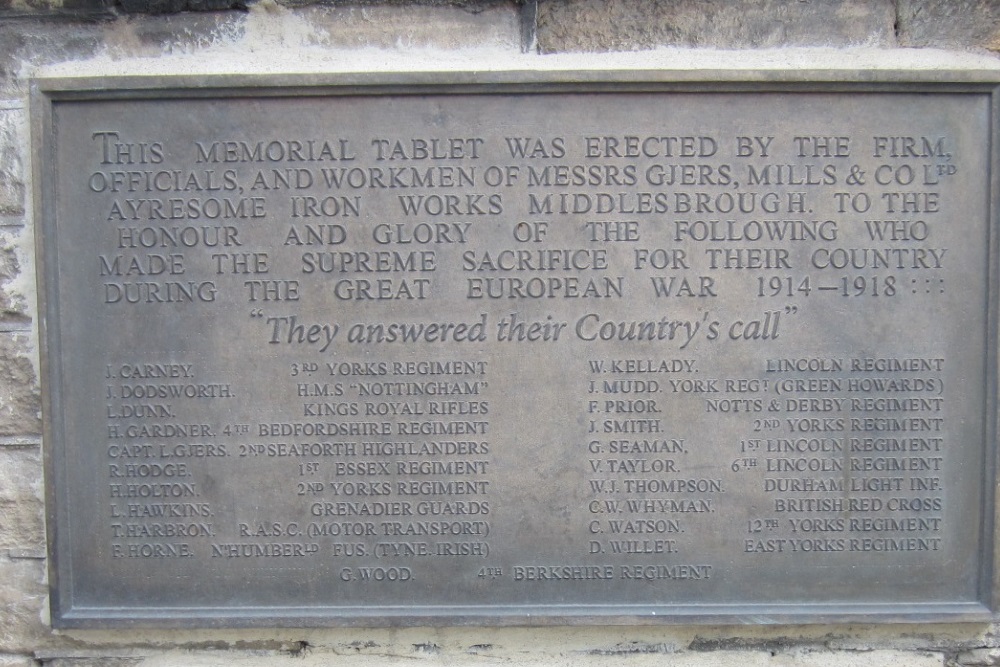 THIS MEMORIAL TABLET WAS ERECTED BY THE FIRM,
OFFICIALS, AND WORKMEN OF MESSRS GJERS, MILLS & CO LTD
AYRESOME IRON WORKS MIDDLESBROUGH. TO THE
HONOUR AND GLORY OF THE FOLLOWING WHO
MADE THE SUPREME SACRIFICE FOR THEIR COUNTRY
DURING THE GREAT EUROPEAN WAR 1914–1918 :::
"They answered their Country's call"
J. CARNEY. 3RD YORKS REGIMENT
J. DODSWORTH. H.M.S "NOTTINGHAM"
L. DUNN. KINGS ROYAL RIFLES
H. GARDNER. 4TH BEDFORDSHIRE REGIMENT
CAPT. L. GJERS. 2ND SEAFORTH HIGHLANDERS
R. HODGE. 1ST ESSEX REGIMENT
H. HOLTON. 2ND YORKS REGIMENT
L. HAWKINS. GRENADIER GUARDS
T. HARBRON. R.A.S.C. (MOTOR TRANSPORT)
E. HORNE. N'HUMBERLD FUS. (TYNE. IRISH)
W. KELLADY. LINCOLN REGIMENT
J. MUDD. YORK REGT (GREEN HOWARDS)
F. PRIOR. NOTTS & DERBY REGIMENT
J. SMITH. 2ND YORKS REGIMENT
G. SEAMAN, 1ST LINCOLN REGIMENT
V. TAYLOR. 6TH LINCOLN REGIMENT
W.J. THOMPSON. DURHAM LIGHT INF.
C.W. WHYMAN. BRITISH RED CROSS
C. WATSON. 12TH YORKS REGIMENT
D. WILLET. EAST YORKS REGIMENT
G. WOOD. 4TH BERKSHIRE REGIMENT